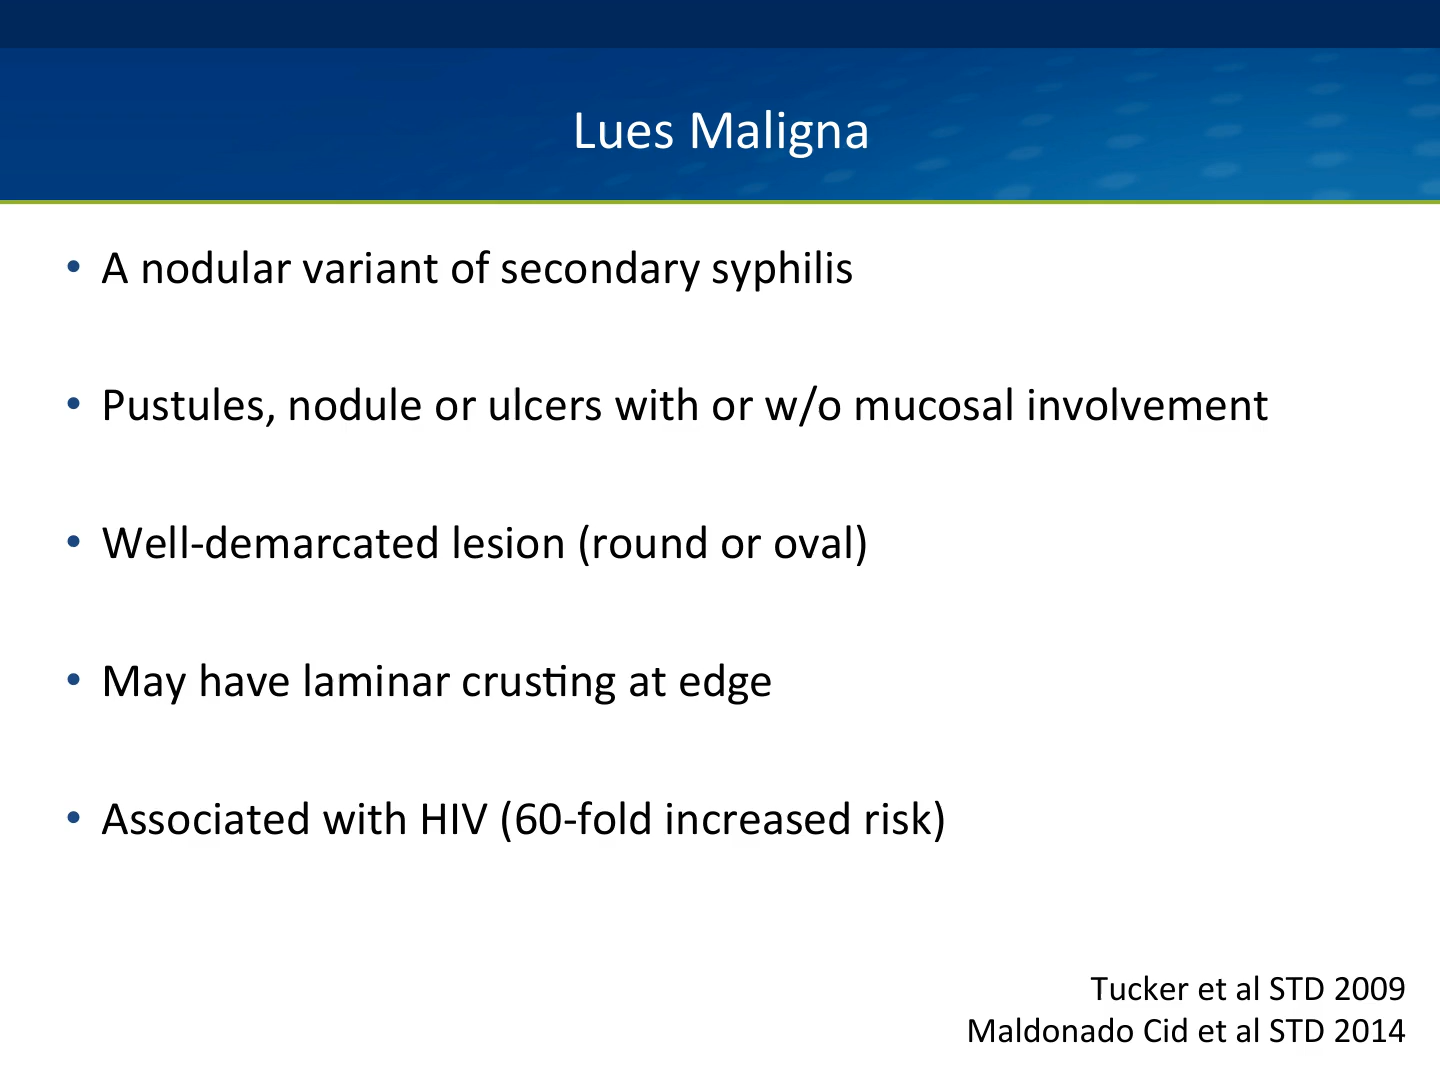 Lues Maligna
• A nodular variant of secondary syphilis
• Pustules, nodule or ulcers with or w/o mucosal involvement
• Well-demarcated lesion (round or oval)
• May have laminar crusting at edge
• Associated with HIV (60-fold increased risk)
Tucker et al STD 2009
Maldonado Cid et al STD 2014